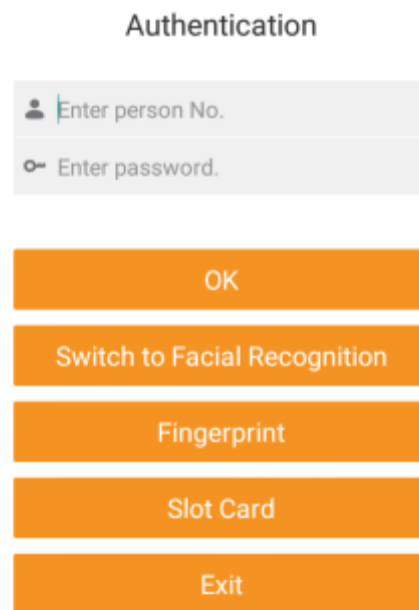 Authentication
Enter person No.
Enter password.
OK
Switch to Facial Recognition
Fingerprint
Slot Card
Exit